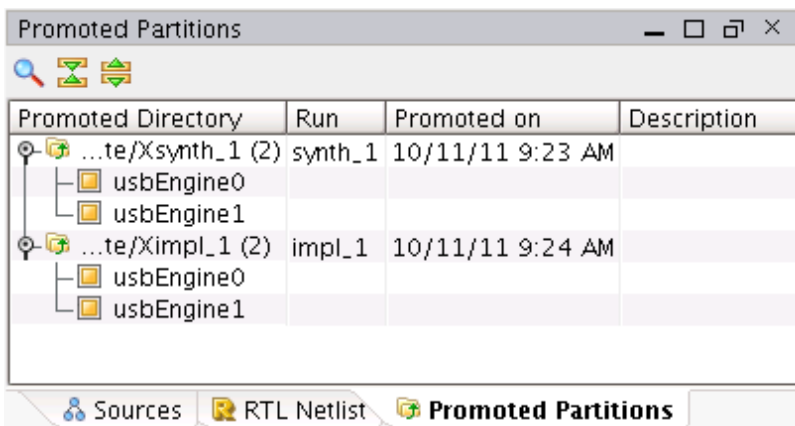 Promoted Partitions
Promoted Directory Run Promoted on Description
...te/Xsynth_1 (2) synth_1 10/11/11 9:23 AM
usbEngine0
usbEngine1
...te/Ximpl_1 (2) impl_1 10/11/11 9:24 AM
usbEngine0
usbEngine1
Sources RTL Netlist Promoted Partitions